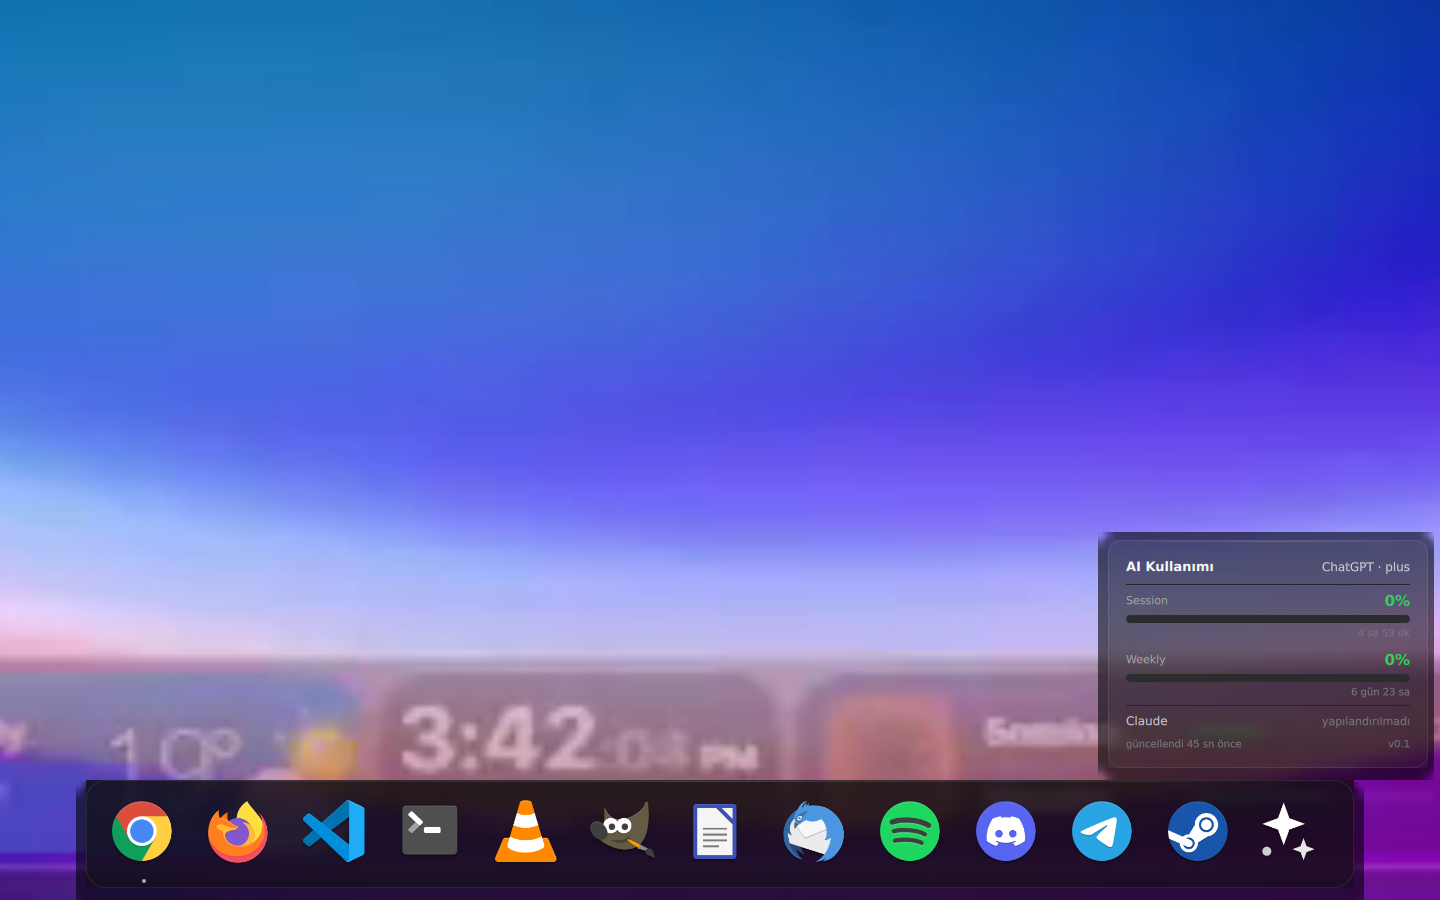 AI Kullanımı ChatGPT · plus
Session 0%
4 sa 59 dk
Weekly 0%
6 gün 23 sa
Claude yapılandırılmadı
güncellendi 45 sn önce v0.1
3:42:04 PM